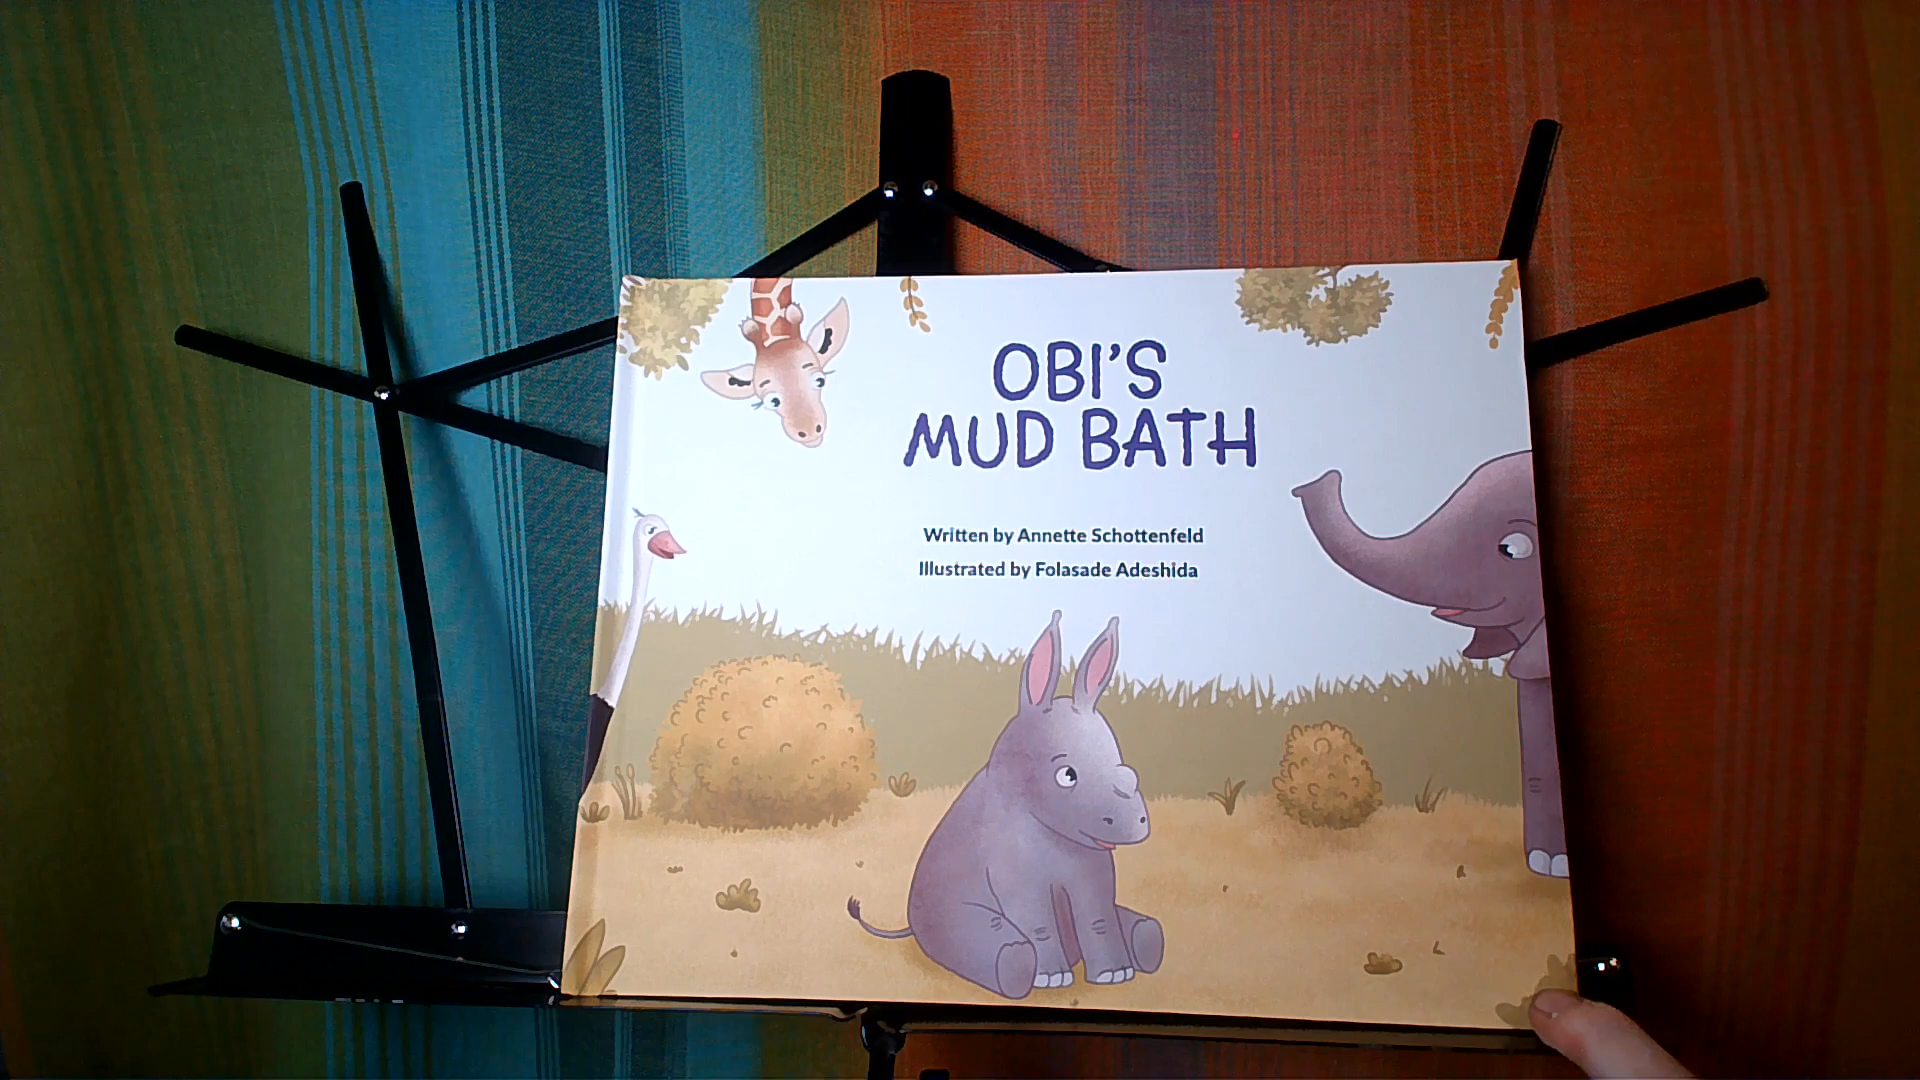 OBI'S
MUD BATH
Written by Annette Schottenfeld
Illustrated by Folasade Adeshida